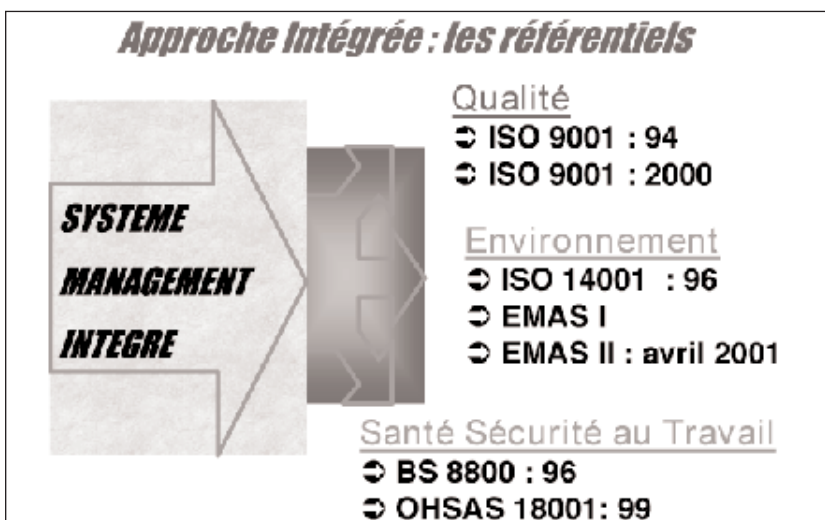 Approche Intégrée : les référentiels
SYSTEME
MANAGEMENT
INTEGRE
Qualité
➲ ISO 9001 : 94
➲ ISO 9001 : 2000
Environnement
➲ ISO 14001 : 96
➲ EMAS I
➲ EMAS II : avril 2001
Santé Sécurité au Travail
➲ BS 8800 : 96
➲ OHSAS 18001: 99